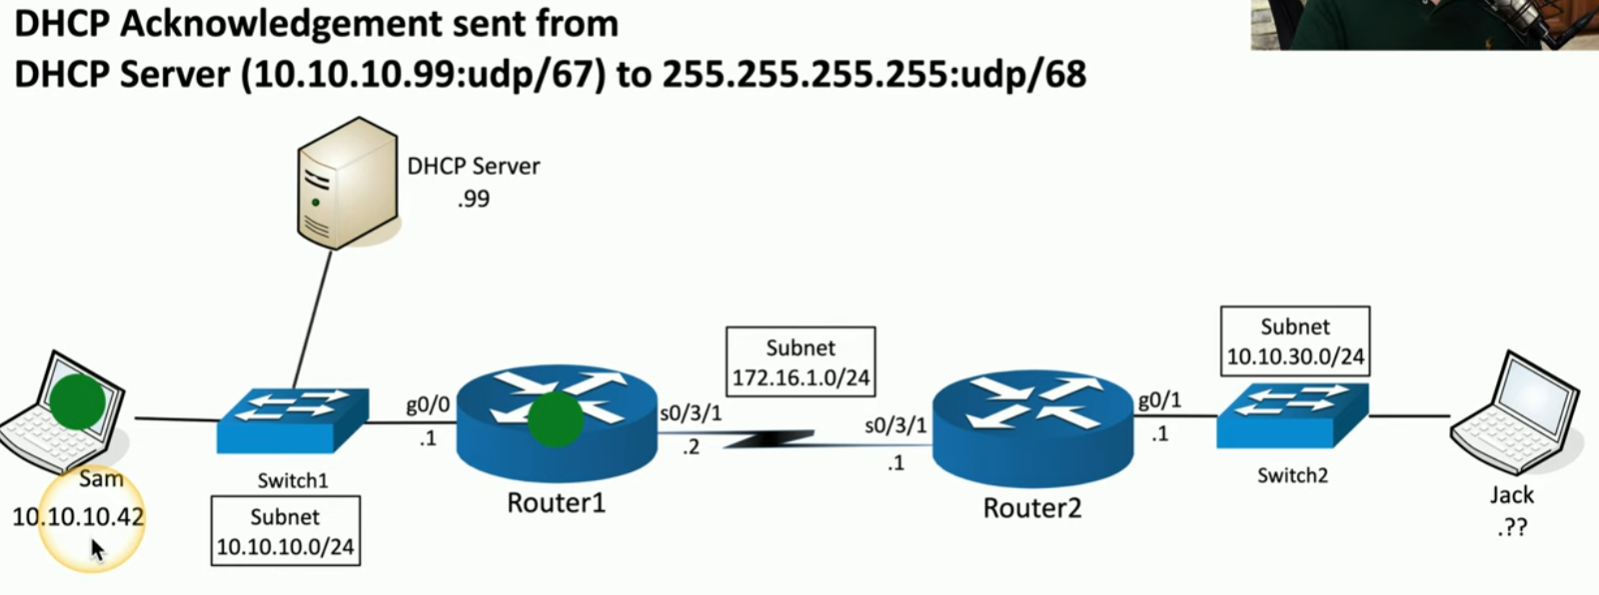 DHCP Acknowledgement sent from
DHCP Server (10.10.10.99:udp/67) to 255.255.255.255:udp/68
DHCP Server
.99
Subnet
172.16.1.0/24
Subnet
10.10.30.0/24
g0/0
.1
s0/3/1
.2
s0/3/1
.1
g0/1
.1
Sam
10.10.10.42
Switch1
Subnet
10.10.10.0/24
Router1
Router2
Switch2
Jack
.??